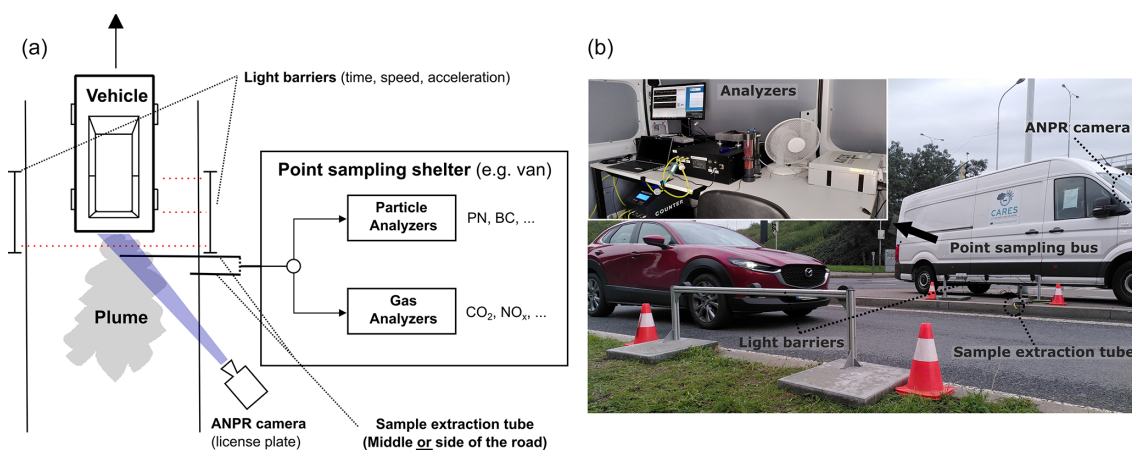 (a)
Vehicle
Light barriers (time, speed, acceleration)
Point sampling shelter (e.g. van)
Particle
Analyzers
PN, BC, ...
Gas
Analyzers
CO₂, NOₓ, ...
Plume
ANPR camera
(license plate)
Sample extraction tube
(Middle or side of the road)
(b)
Analyzers
COUNTER
ANPR camera
CARES
Point sampling bus
Light barriers
Sample extraction tube